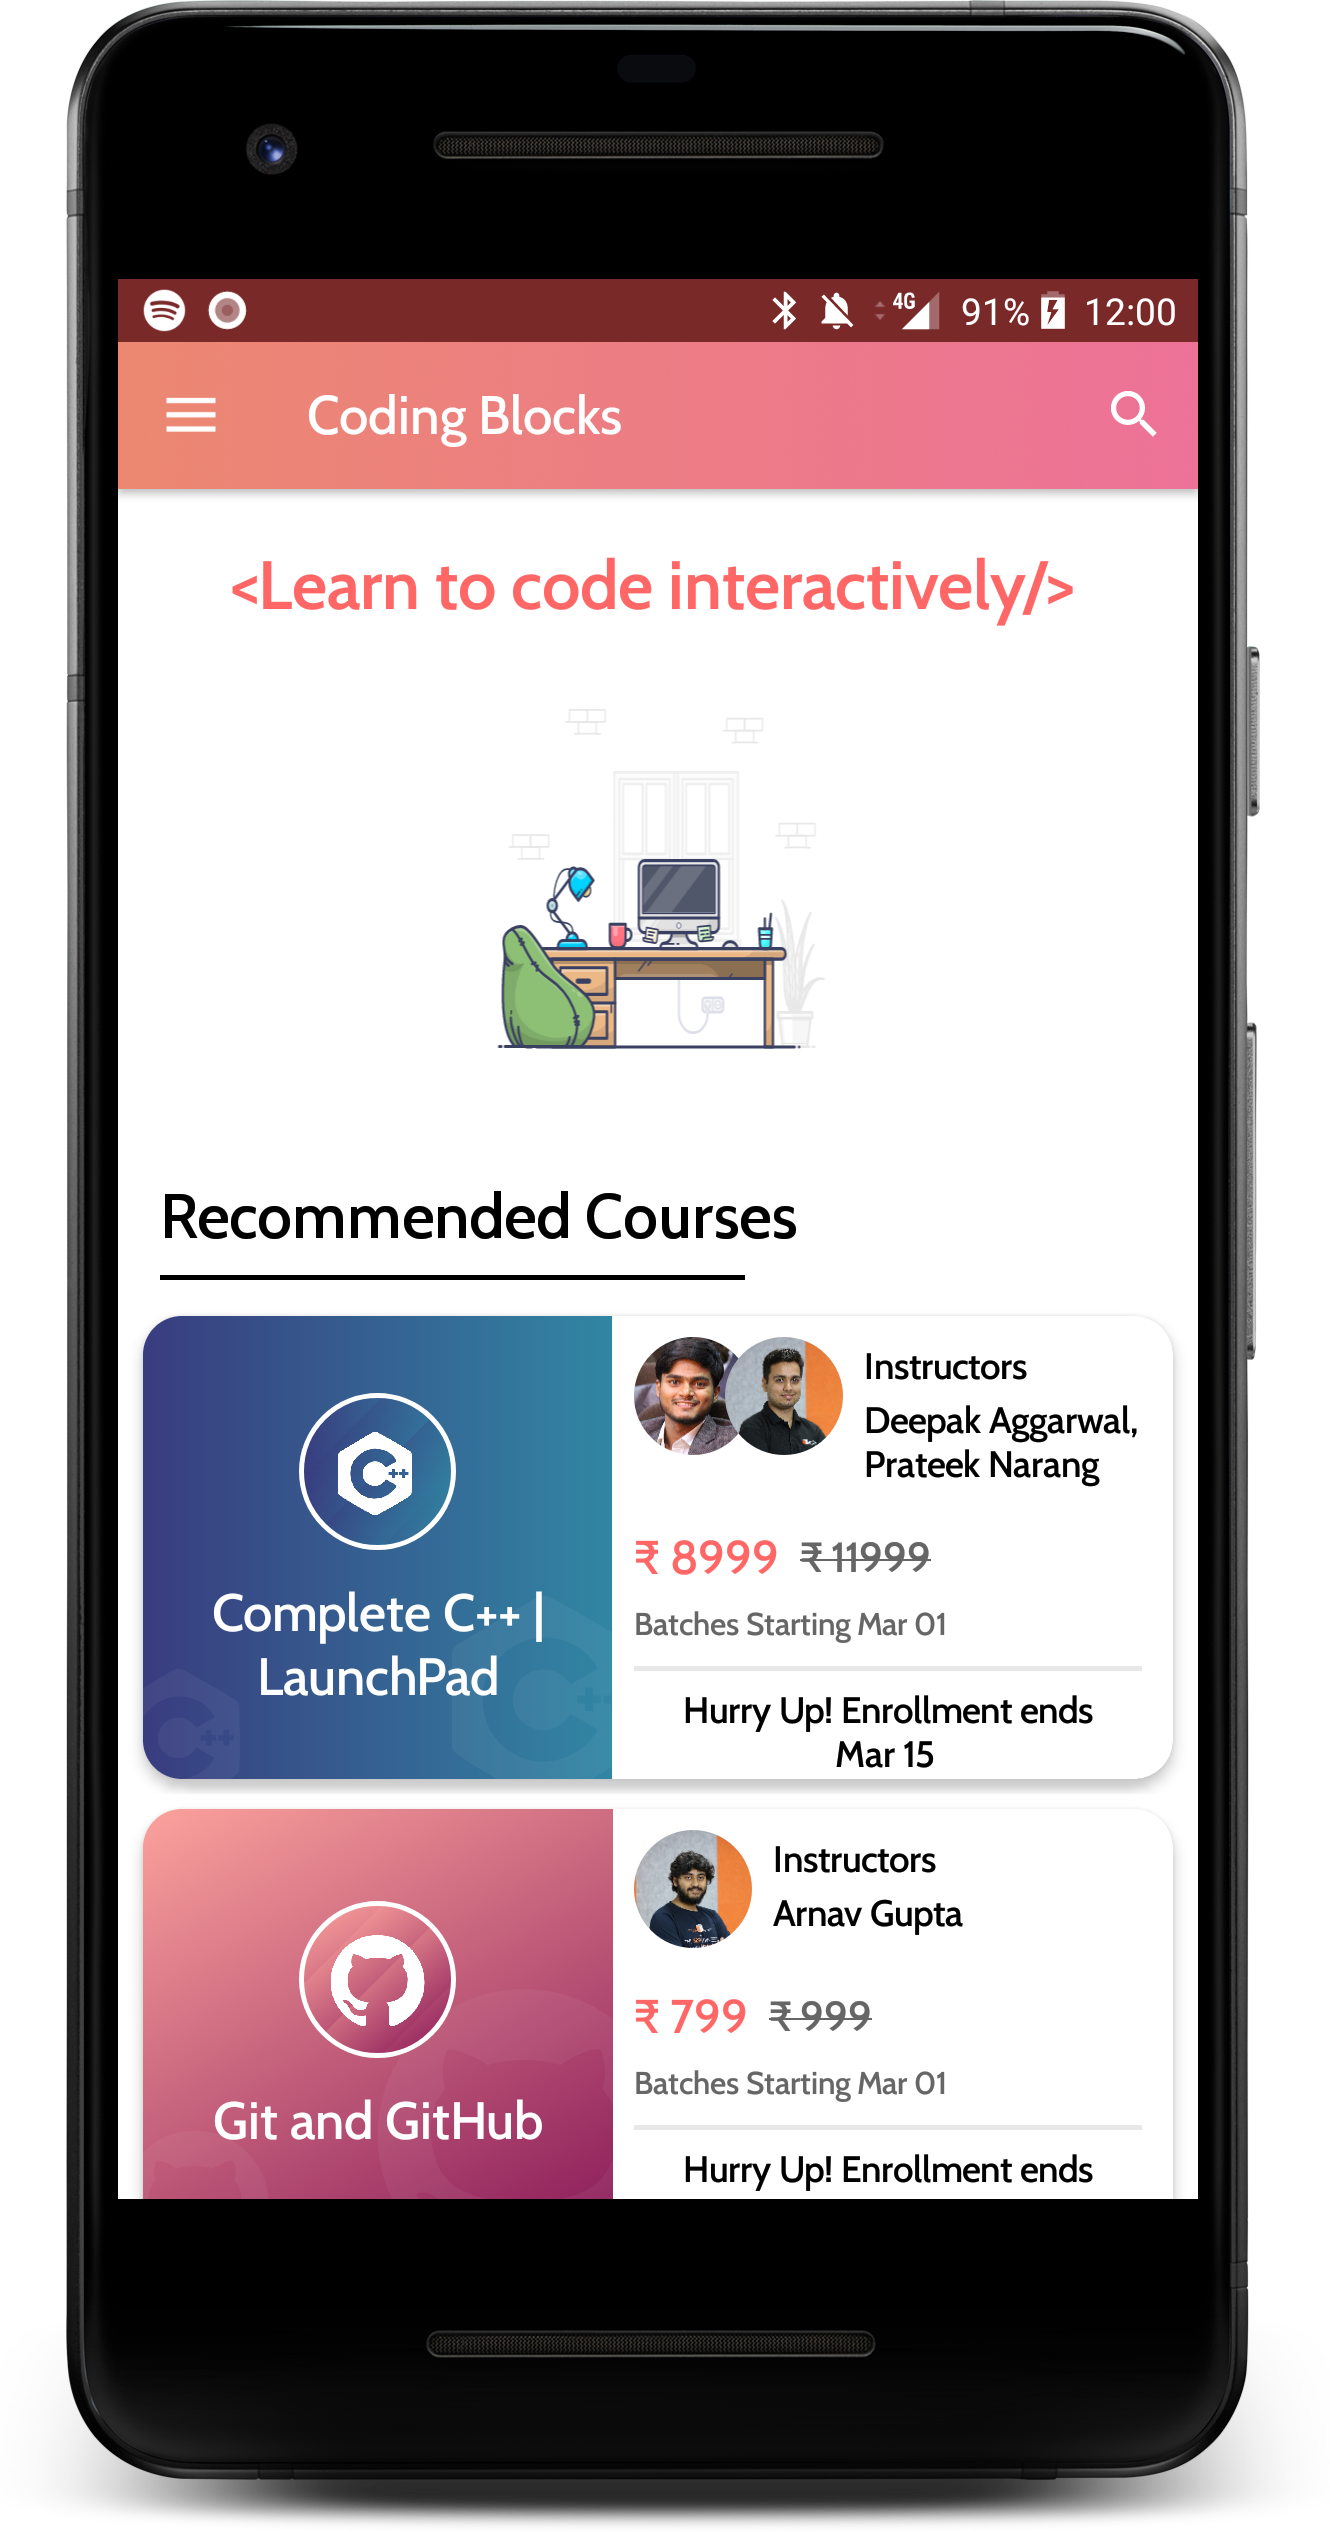 4G 91% 12:00
Coding Blocks
<Learn to code interactively/>
Recommended Courses
C++
Complete C++ |
LaunchPad
Instructors
Deepak Aggarwal,
Prateek Narang
₹ 8999 ₹ 11999
Batches Starting Mar 01
Hurry Up! Enrollment ends
Mar 15
Git and GitHub
Instructors
Arnav Gupta
₹ 799 ₹ 999
Batches Starting Mar 01
Hurry Up! Enrollment ends